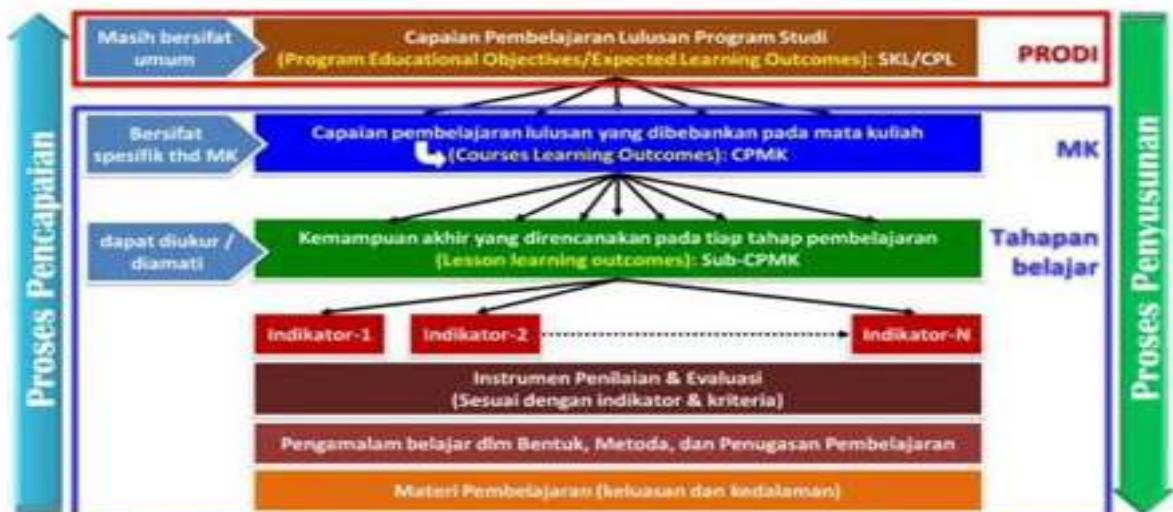 Proses Pencapaian
Masih bersifat
umum
Capaian Pembelajaran Lulusan Program Studi
(Program Educational Objectives/Expected Learning Outcomes): SKL/CPL
PRODI
Bersifat
spesifik thd MK
Capaian pembelajaran lulusan yang dibebankan pada mata kuliah
(Courses Learning Outcomes): CPMK
MK
dapat diukur /
diamati
Kemampuan akhir yang direncanakan pada tiap tahap pembelajaran
(Lesson learning outcomes): Sub-CPMK
Tahapan
belajar
Indikator-1
Indikator-2
Indikator-N
Instrumen Penilaian & Evaluasi
(Sesuai dengan indikator & kriteria)
Pengamalam belajar dlm Bentuk, Metoda, dan Penugasan Pembelajaran
Materi Pembelajaran (keluasan dan kedalaman)
Proses Penyusunan